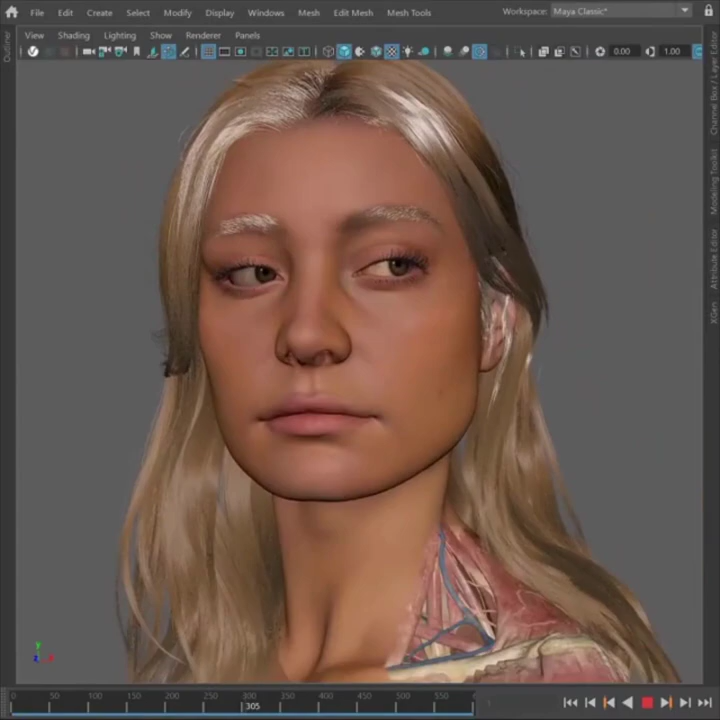 File Edit Create Select Modify Display Windows Mesh Edit Mesh Mesh Tools Workspace: Maya Classic*
View Shading Lighting Show Renderer Panels
0.00 1.00
Outliner
Channel Box / Layer Editor
Modeling Toolkit
Attribute Editor
XGen
y
z x
0 50 100 150 200 250 300 350 400 450 500 550
305